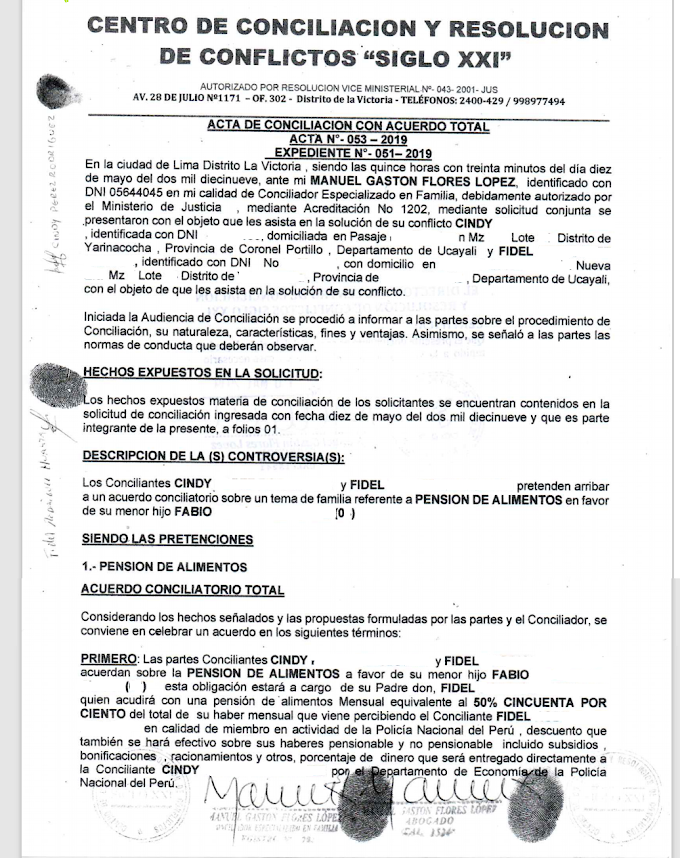 CENTRO DE CONCILIACION Y RESOLUCION
DE CONFLICTOS “SIGLO XXI”
AUTORIZADO POR RESOLUCION VICE MINISTERIAL Nº- 043- 2001- JUS
AV. 28 DE JULIO Nº1171 – OF. 302 - Distrito de la Victoria - TELÉFONOS: 2400-429 / 998977494
ACTA DE CONCILIACION CON ACUERDO TOTAL
ACTA N°- 053 – 2019
EXPEDIENTE N°- 051– 2019
En la ciudad de Lima Distrito La Victoria , siendo las quince horas con treinta minutos del día diez
de mayo del dos mil diecinueve, ante mi MANUEL GASTON FLORES LOPEZ, identificado con
DNI 05644045 en mi calidad de Conciliador Especializado en Familia, debidamente autorizado por
el Ministerio de Justicia , mediante Acreditación No 1202, mediante solicitud conjunta se
presentaron con el objeto que les asista en la solución de su conflicto CINDY
, identificada con DNI , domiciliada en Pasaje n Mz Lote Distrito de
Yarinacocha , Provincia de Coronel Portillo , Departamento de Ucayali y FIDEL
, identificado con DNI No , con domicilio en Nueva
Mz Lote Distrito de , Provincia de , Departamento de Ucayali,
con el objeto de que les asista en la solución de su conflicto.
Iniciada la Audiencia de Conciliación se procedió a informar a las partes sobre el procedimiento de
Conciliación, su naturaleza, características, fines y ventajas. Asimismo, se señaló a las partes las
normas de conducta que deberán observar.
HECHOS EXPUESTOS EN LA SOLICITUD:
Los hechos expuestos materia de conciliación de los solicitantes se encuentran contenidos en la
solicitud de conciliación ingresada con fecha diez de mayo del dos mil diecinueve y que es parte
integrante de la presente, a folios 01.
DESCRIPCION DE LA (S) CONTROVERSIA(S):
Los Conciliantes CINDY y FIDEL pretenden arribar
a un acuerdo conciliatorio sobre un tema de familia referente a PENSION DE ALIMENTOS en favor
de su menor hijo FABIO (0 )
SIENDO LAS PRETENCIONES
1.- PENSION DE ALIMENTOS
ACUERDO CONCILIATORIO TOTAL
Considerando los hechos señalados y las propuestas formuladas por las partes y el Conciliador, se
conviene en celebrar un acuerdo en los siguientes términos:
PRIMERO: Las partes Conciliantes CINDY y FIDEL
acuerdan sobre la PENSION DE ALIMENTOS a favor de su menor hijo FABIO
( ) esta obligación estará a cargo de su Padre don, FIDEL
quien acudirá con una pensión de alimentos Mensual equivalente al 50% CINCUENTA POR
CIENTO del total de su haber mensual que viene percibiendo el Conciliante FIDEL
en calidad de miembro en actividad de la Policía Nacional del Perú , descuento que
también se hará efectivo sobre sus haberes pensionable y no pensionable incluido subsidios ,
bonificaciones , racionamientos y otros, porcentaje de dinero que será entregado directamente a
la Conciliante CINDY por el Departamento de Economía de la Policía
Nacional del Perú.
MANUEL GASTON FLORES LOPEZ
CONCILIADOR ESPECIALIZADO EN FAMILIA
GASTON FLORES LÓPEZ
ABOGADO
CINDY PEREZ RODRIGUEZ